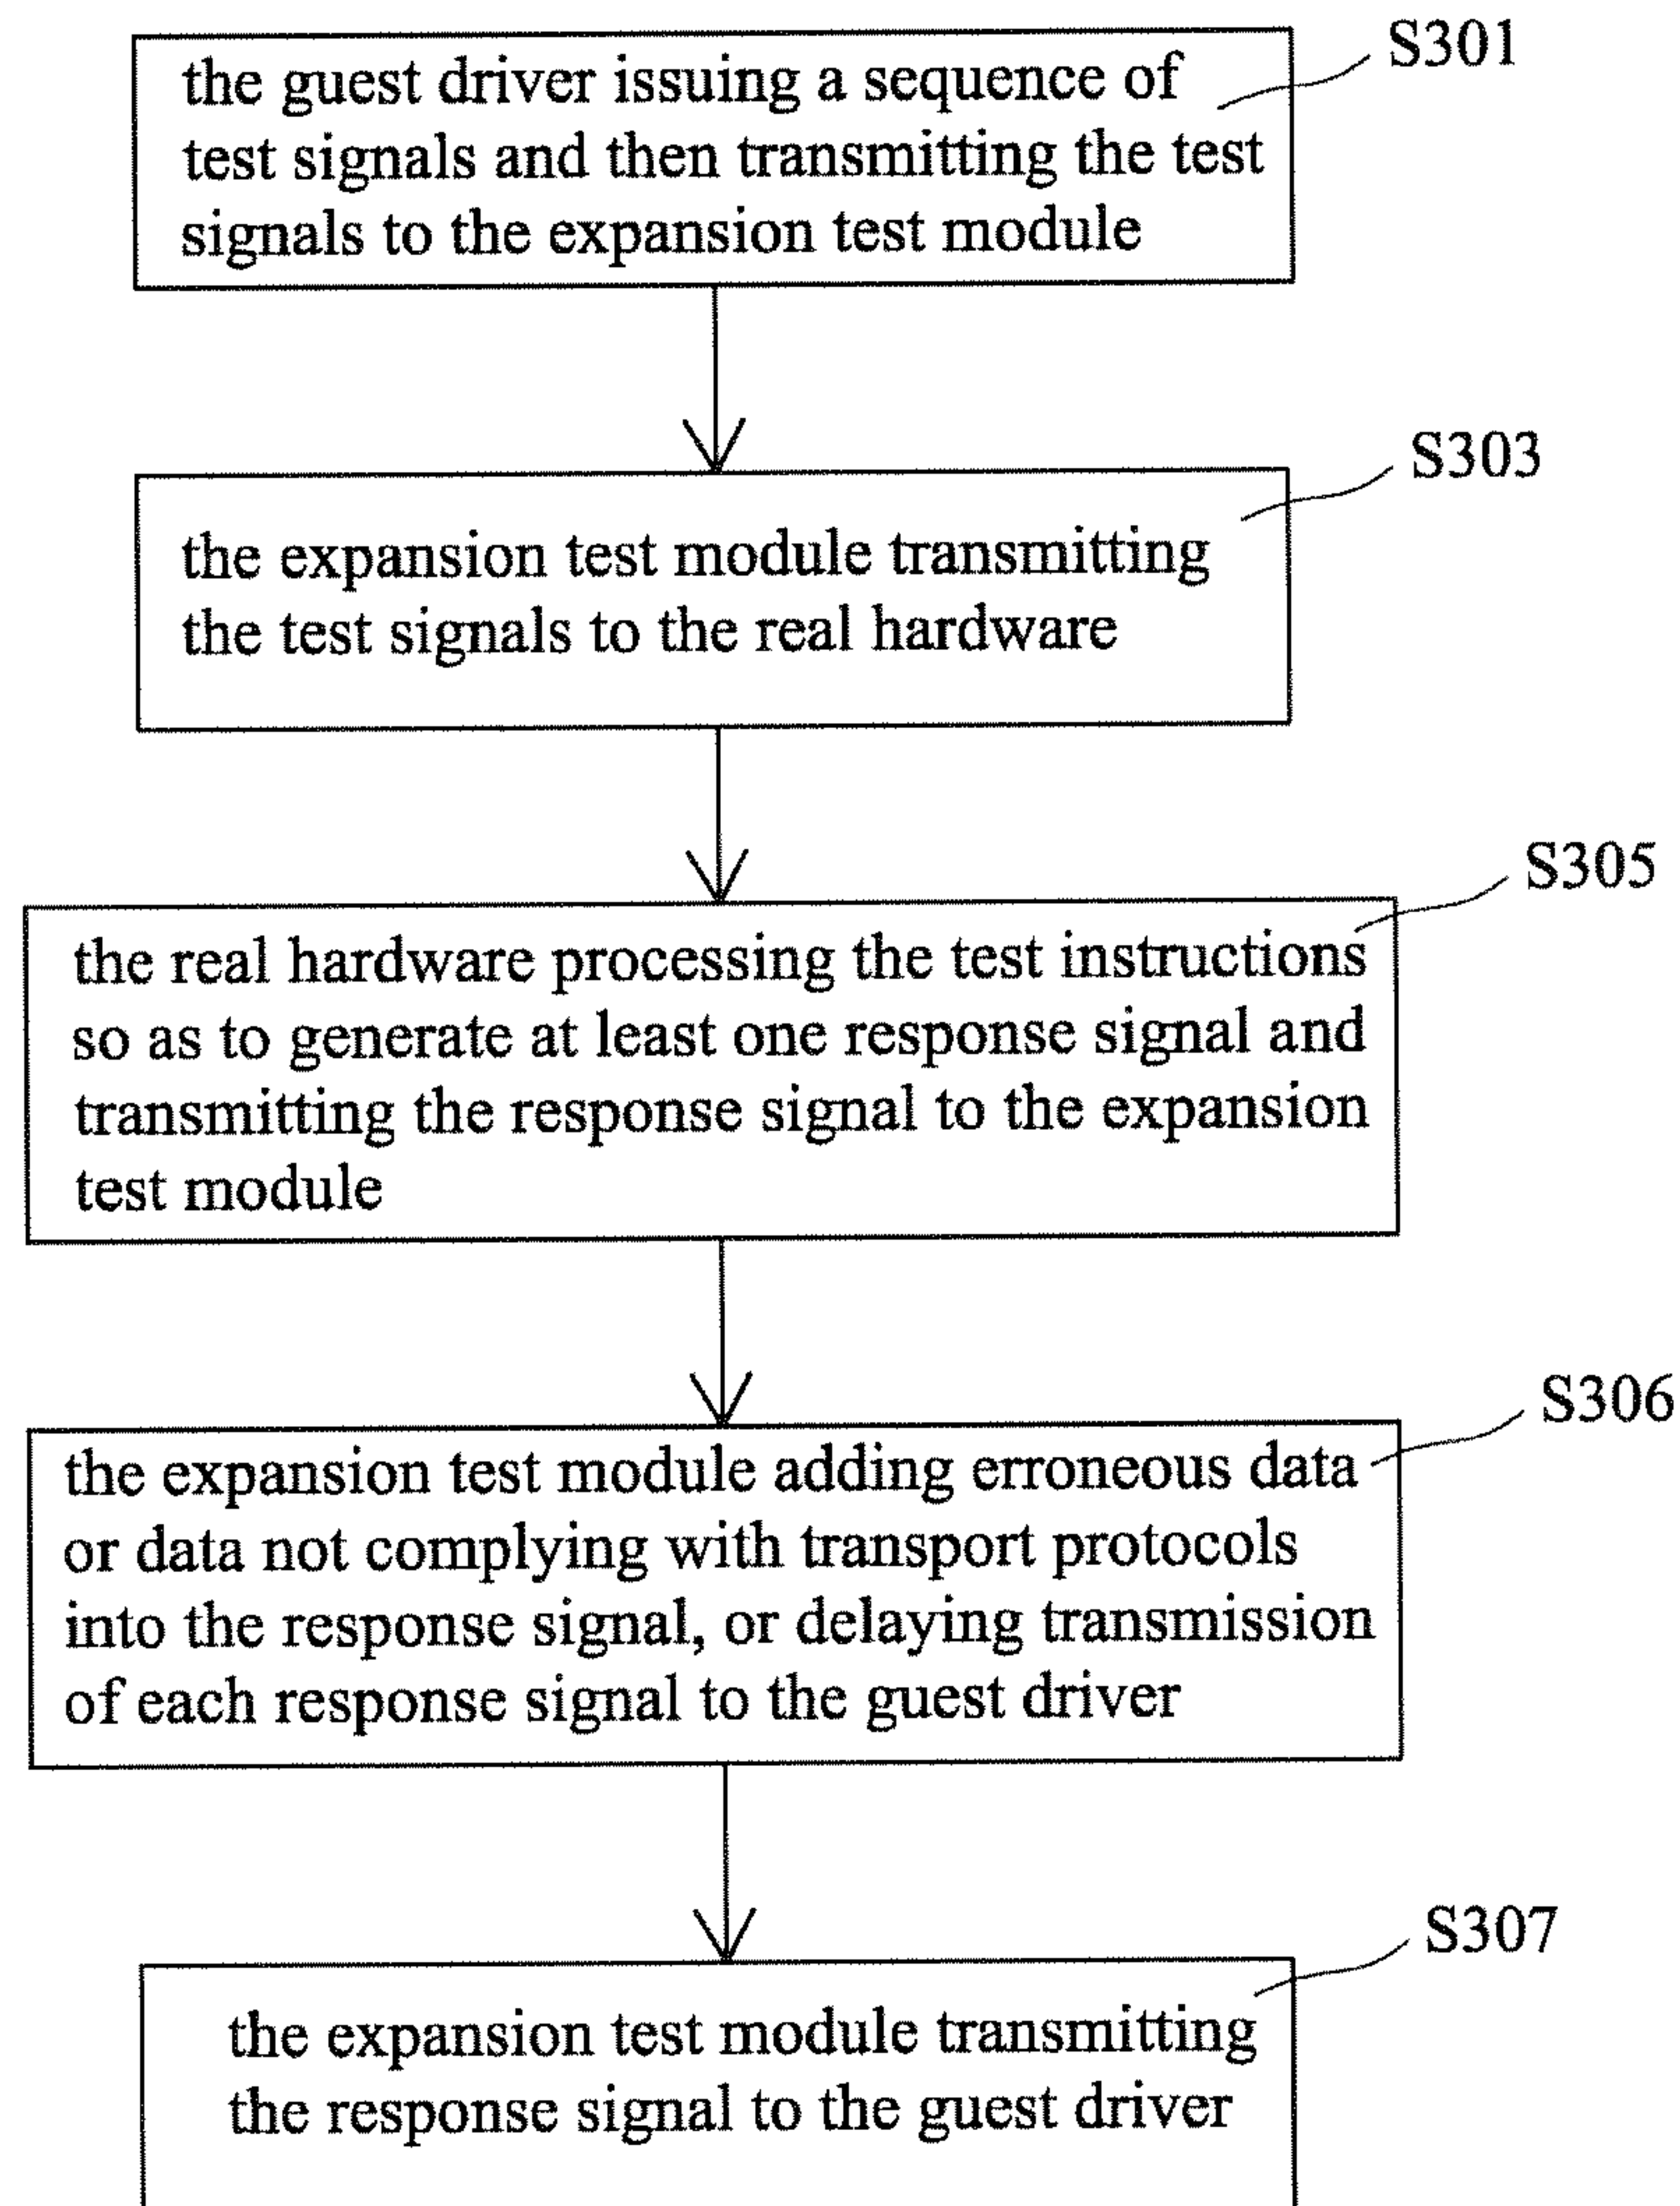 S301
the guest driver issuing a sequence of
test signals and then transmitting the test
signals to the expansion test module
S303
the expansion test module transmitting
the test signals to the real hardware
S305
the real hardware processing the test instructions
so as to generate at least one response signal and
transmitting the response signal to the expansion
test module
S306
the expansion test module adding erroneous data
or data not complying with transport protocols
into the response signal, or delaying transmission
of each response signal to the guest driver
S307
the expansion test module transmitting
the response signal to the guest driver